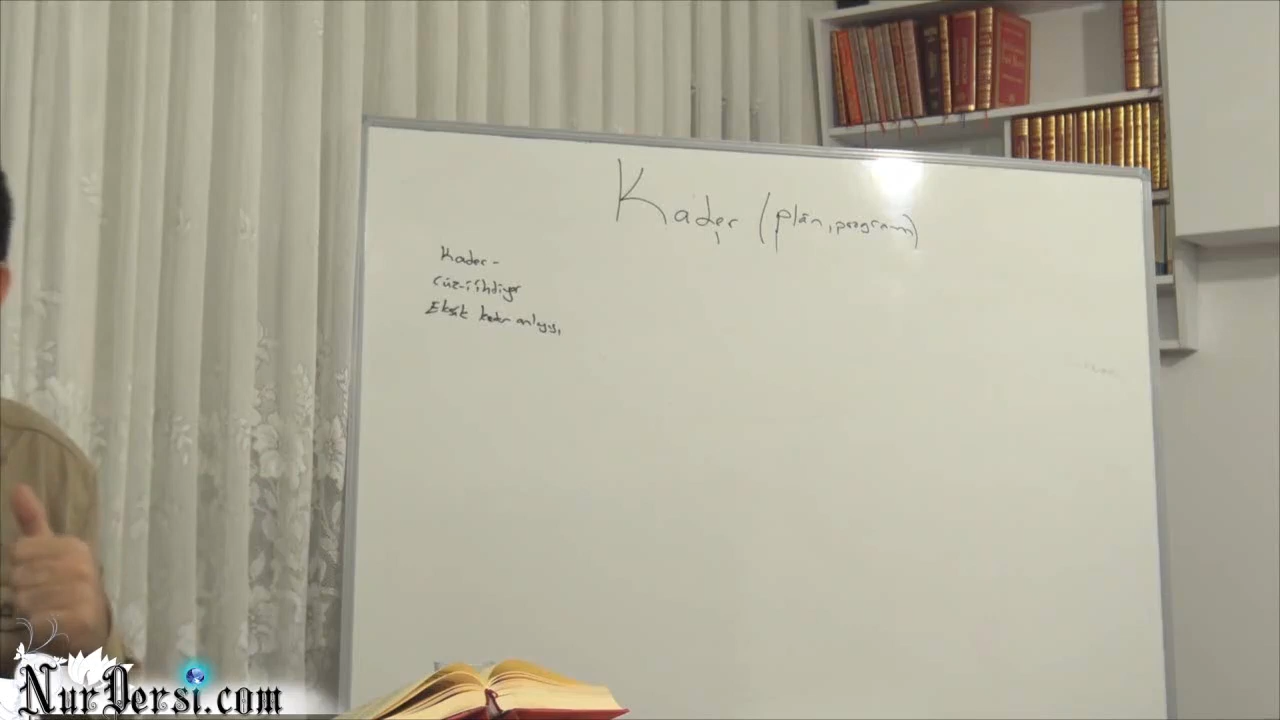 Kader (plân, program)
Kader -
Cüz-i ihtiyar
Eksik kader anlayışı
NurDersi.com